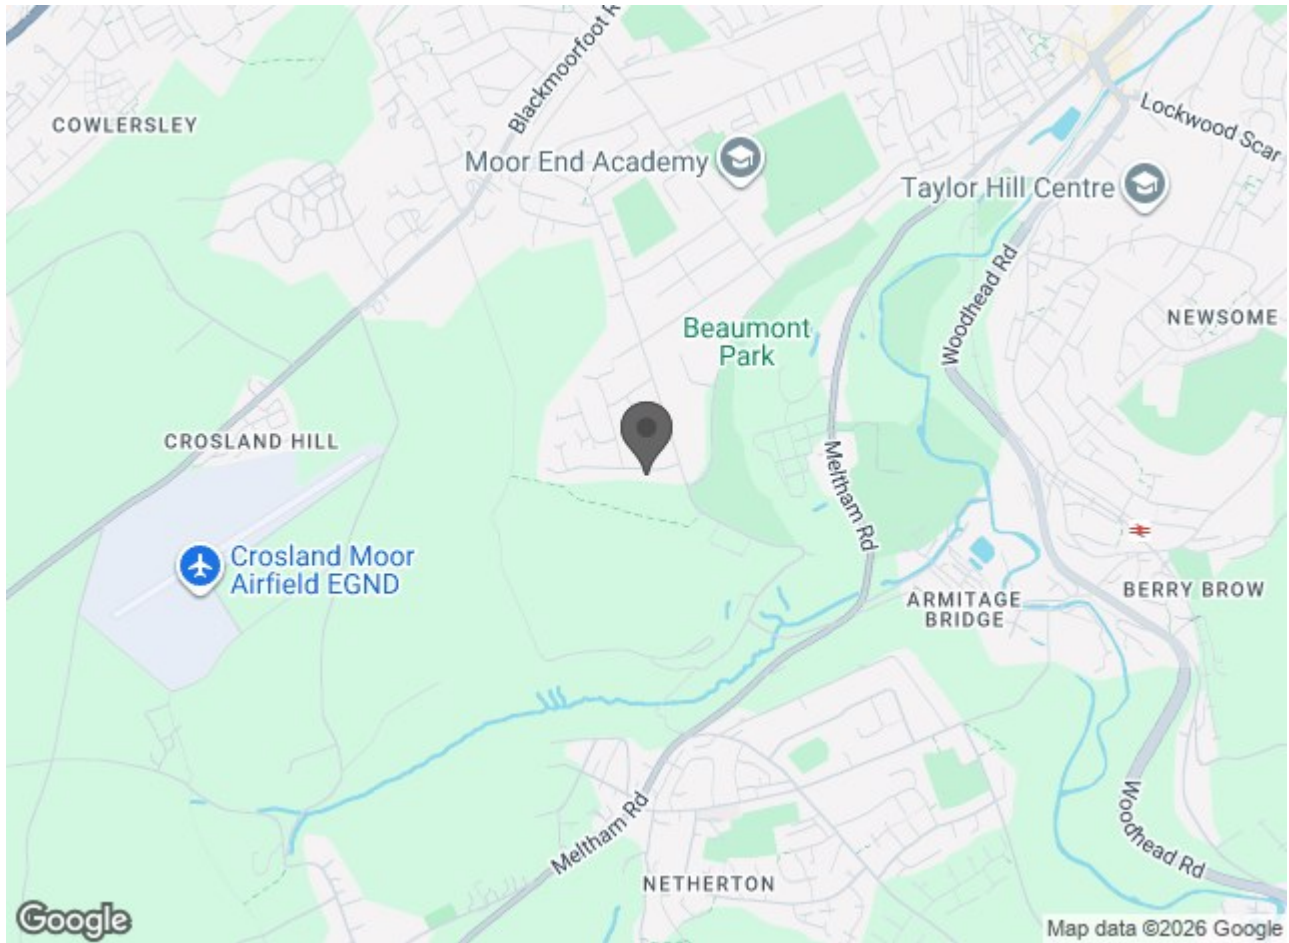 Blackmoorfoot R
COWLERSLEY
Lockwood Scar
Moor End Academy
Taylor Hill Centre
Woodhead Rd
NEWSOME
Beaumont
Park
CROSLAND HILL
Meltham Rd
Crosland Moor
Airfield EGND
BERRY BROW
ARMITAGE
BRIDGE
Meltham Rd
Woodhead Rd
NETHERTON
Google
Map data ©2026 Google